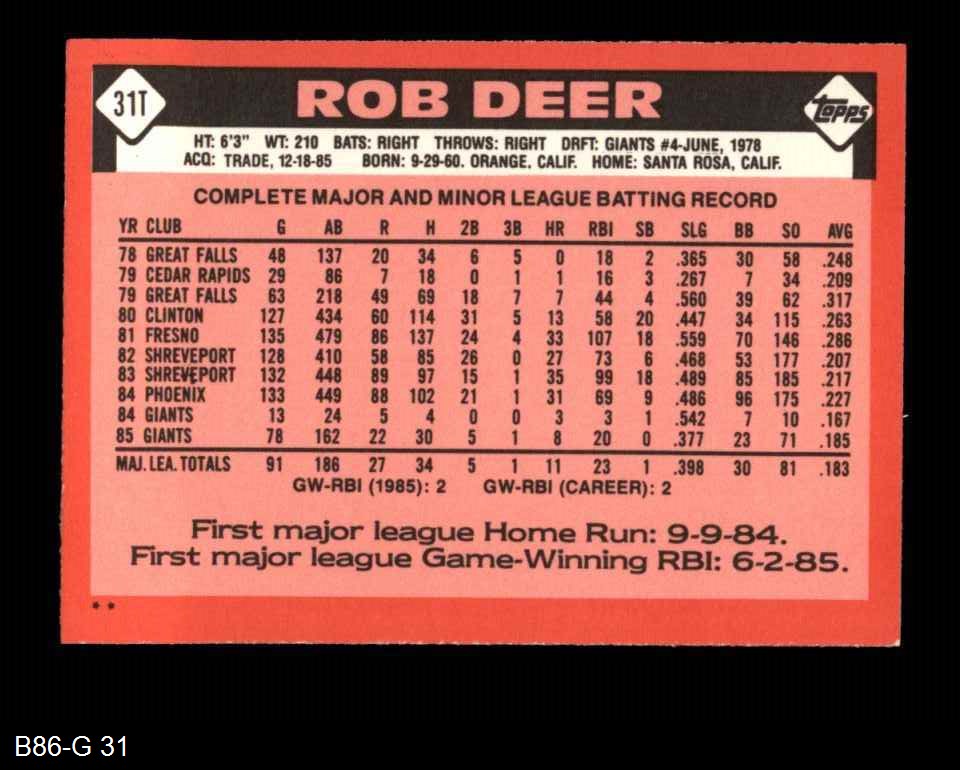 31T
ROB DEER
Topps
HT: 6'3" WT: 210 BATS: RIGHT THROWS: RIGHT DRFT: GIANTS #4-JUNE, 1978
ACQ: TRADE, 12-18-85 BORN: 9-29-60. ORANGE, CALIF. HOME: SANTA ROSA, CALIF.
COMPLETE MAJOR AND MINOR LEAGUE BATTING RECORD
YR CLUB G AB R H 2B 3B HR RBI SB SLG BB SO AVG
78 GREAT FALLS 48 137 20 34 6 5 0 18 2 .365 30 58 .248
79 CEDAR RAPIDS 29 86 7 18 0 1 1 16 3 .267 7 34 .209
79 GREAT FALLS 63 218 49 69 18 7 7 44 4 .560 39 62 .317
80 CLINTON 127 434 60 114 31 5 13 58 20 .447 34 115 .263
81 FRESNO 135 479 86 137 24 4 33 107 18 .559 70 146 .286
82 SHREVEPORT 128 410 58 85 26 0 27 73 6 .468 53 177 .207
83 SHREVEPORT 132 448 89 97 15 1 35 99 18 .489 85 185 .217
84 PHOENIX 133 449 88 102 21 1 31 69 9 .486 96 175 .227
84 GIANTS 13 24 5 4 0 0 3 3 1 .542 7 10 .167
85 GIANTS 78 162 22 30 5 1 8 20 0 .377 23 71 .185
MAJ. LEA. TOTALS 91 186 27 34 5 1 11 23 1 .398 30 81 .183
GW-RBI (1985): 2 GW-RBI (CAREER): 2
First major league Home Run: 9-9-84.
First major league Game-Winning RBI: 6-2-85.
**
B86-G 31